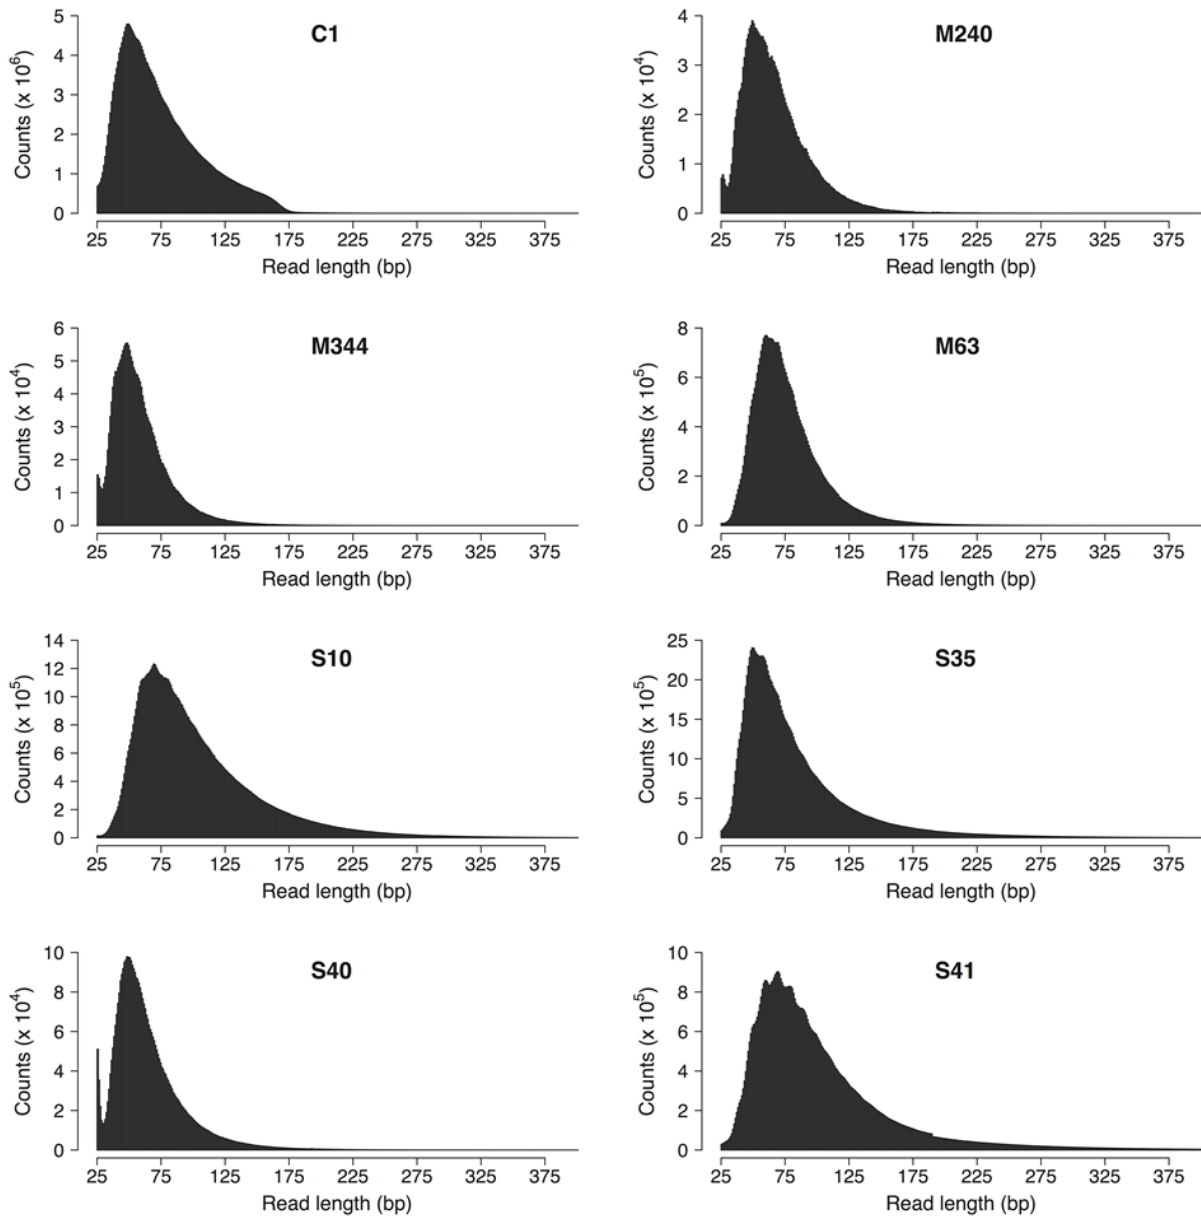 C1
Counts (x 10^6)
5
4
3
2
1
0
25 75 125 175 225 275 325 375
Read length (bp)
M240
Counts (x 10^4)
4
3
2
1
0
25 75 125 175 225 275 325 375
Read length (bp)
M344
Counts (x 10^4)
6
5
4
3
2
1
0
25 75 125 175 225 275 325 375
Read length (bp)
M63
Counts (x 10^5)
8
6
4
2
0
25 75 125 175 225 275 325 375
Read length (bp)
S10
Counts (x 10^5)
14
12
10
8
6
4
2
0
25 75 125 175 225 275 325 375
Read length (bp)
S35
Counts (x 10^5)
25
20
15
10
5
0
25 75 125 175 225 275 325 375
Read length (bp)
S40
Counts (x 10^4)
10
8
6
4
2
0
25 75 125 175 225 275 325 375
Read length (bp)
S41
Counts (x 10^5)
10
8
6
4
2
0
25 75 125 175 225 275 325 375
Read length (bp)